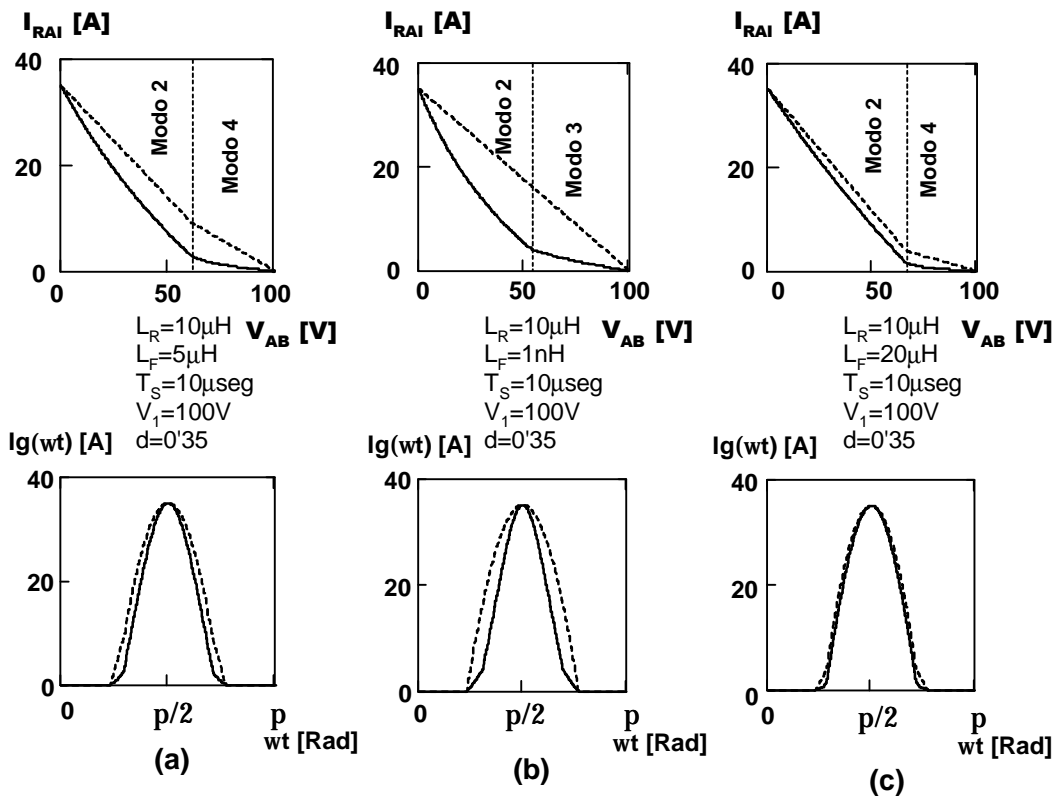 I_RAI [A]
40
20
0
0
50
100
Modo 2
Modo 4
V_AB [V]
L_R=10μH
L_F=5μH
T_S=10μseg
V_1=100V
d=0'35
Ig(wt) [A]
40
20
0
0
p/2
p
wt [Rad]
(a)
I_RAI [A]
40
20
0
0
50
100
Modo 2
Modo 3
V_AB [V]
L_R=10μH
L_F=1nH
T_S=10μseg
V_1=100V
d=0'35
Ig(wt) [A]
40
20
0
0
p/2
p
wt [Rad]
(b)
I_RAI [A]
40
20
0
0
50
100
Modo 2
Modo 4
V_AB [V]
L_R=10μH
L_F=20μH
T_S=10μseg
V_1=100V
d=0'35
Ig(wt) [A]
40
20
0
0
p/2
p
wt [Rad]
(c)